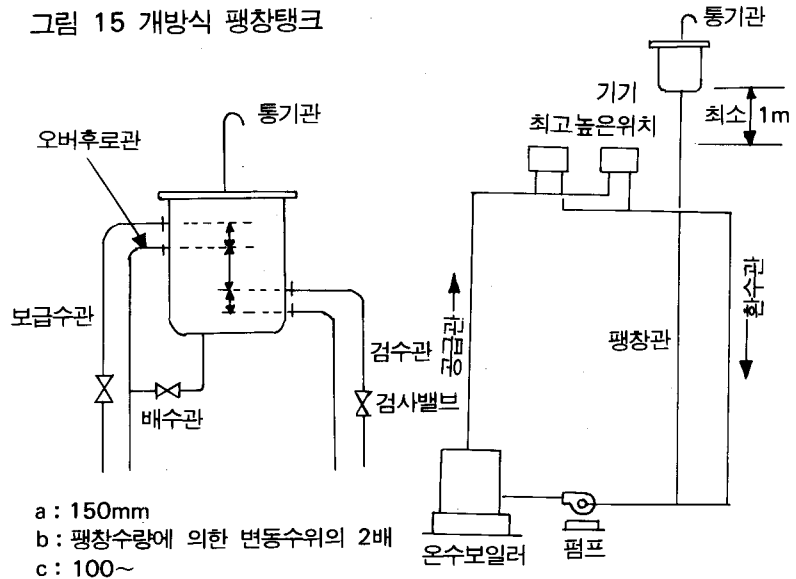 그림 15 개방식 팽창탱크
통기관
오버후로관
보급수관
배수관
검수관
검사밸브
a : 150mm
b : 팽창수량에 의한 변동수위의 2배
c : 100~
통기관
기기
최고높은위치
최소 1m
공급관
팽창관
환수관
온수보일러
펌프